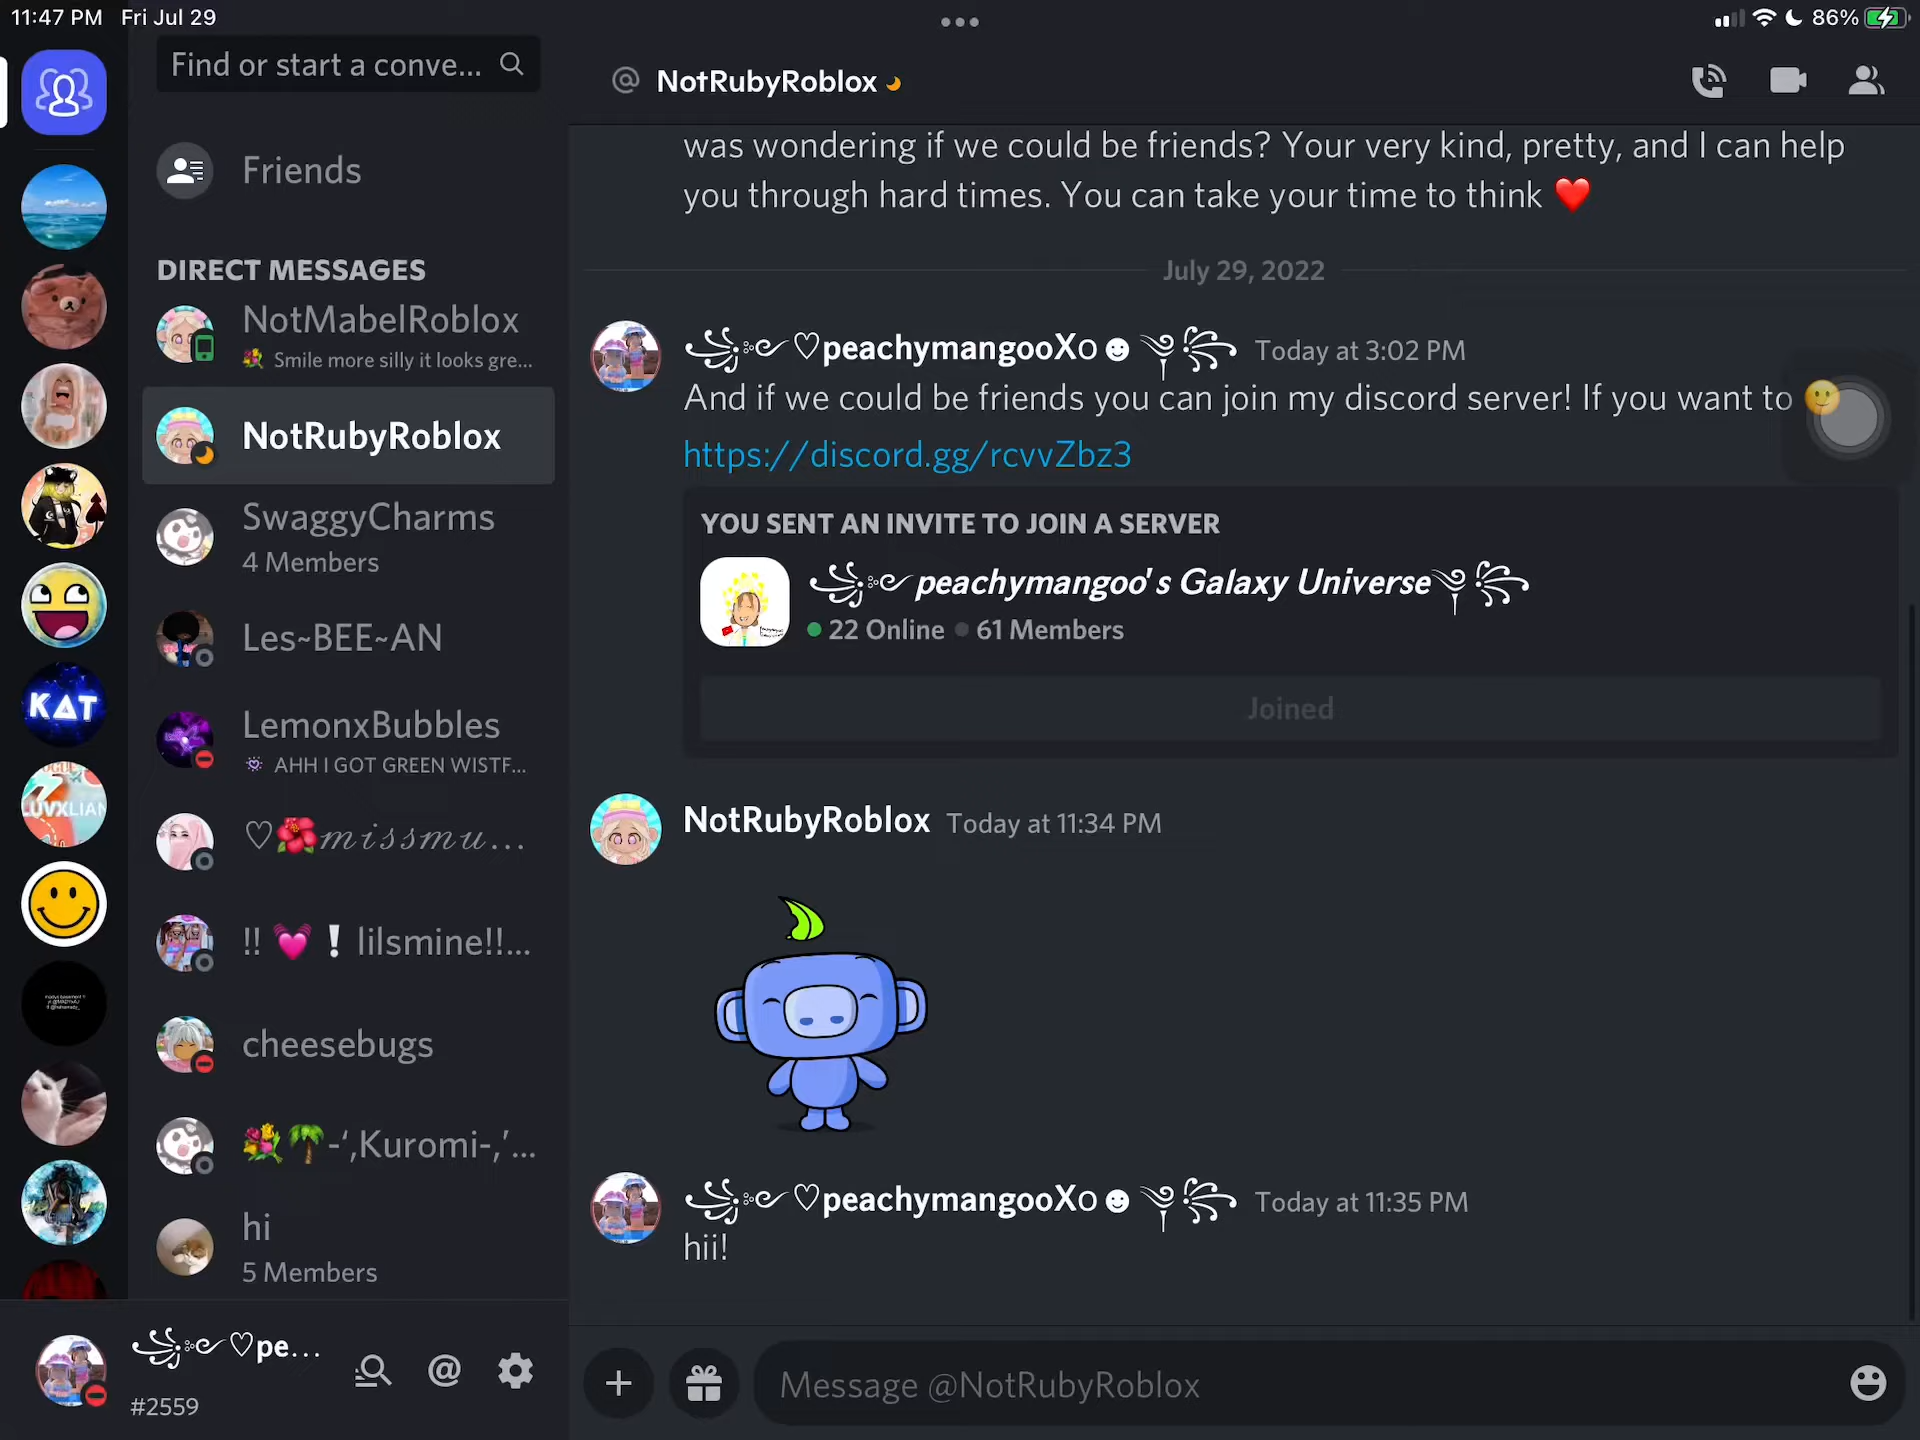 11:47 PM Fri Jul 29
86%
Find or start a conve...
Friends
DIRECT MESSAGES
NotMabelRoblox
💐 Smile more silly it looks gre...
NotRubyRoblox
SwaggyCharms
4 Members
Les~BEE~AN
LemonxBubbles
AHH I GOT GREEN WISTF...
♡🌺𝓂𝒾𝓈𝓈𝓂𝓊...
!! 💓❕lilsmine!!...
cheesebugs
💐🌴-‘,Kuromi-,’...
hi
5 Members
KAT
LUVXLIAN
꧁༺♡pe...
#2559
@ NotRubyRoblox
was wondering if we could be friends? Your very kind, pretty, and I can help
you through hard times. You can take your time to think ❤️
July 29, 2022
꧁༺♡peachymangooXo☻༒꧂ Today at 3:02 PM
And if we could be friends you can join my discord server! If you want to 🙂
https://discord.gg/rcvvZbz3
YOU SENT AN INVITE TO JOIN A SERVER
꧁༺peachymangoo's Galaxy Universe༒꧂
22 Online 61 Members
Joined
NotRubyRoblox Today at 11:34 PM
꧁༺♡peachymangooXo☻༒꧂ Today at 11:35 PM
hii!
Message @NotRubyRoblox